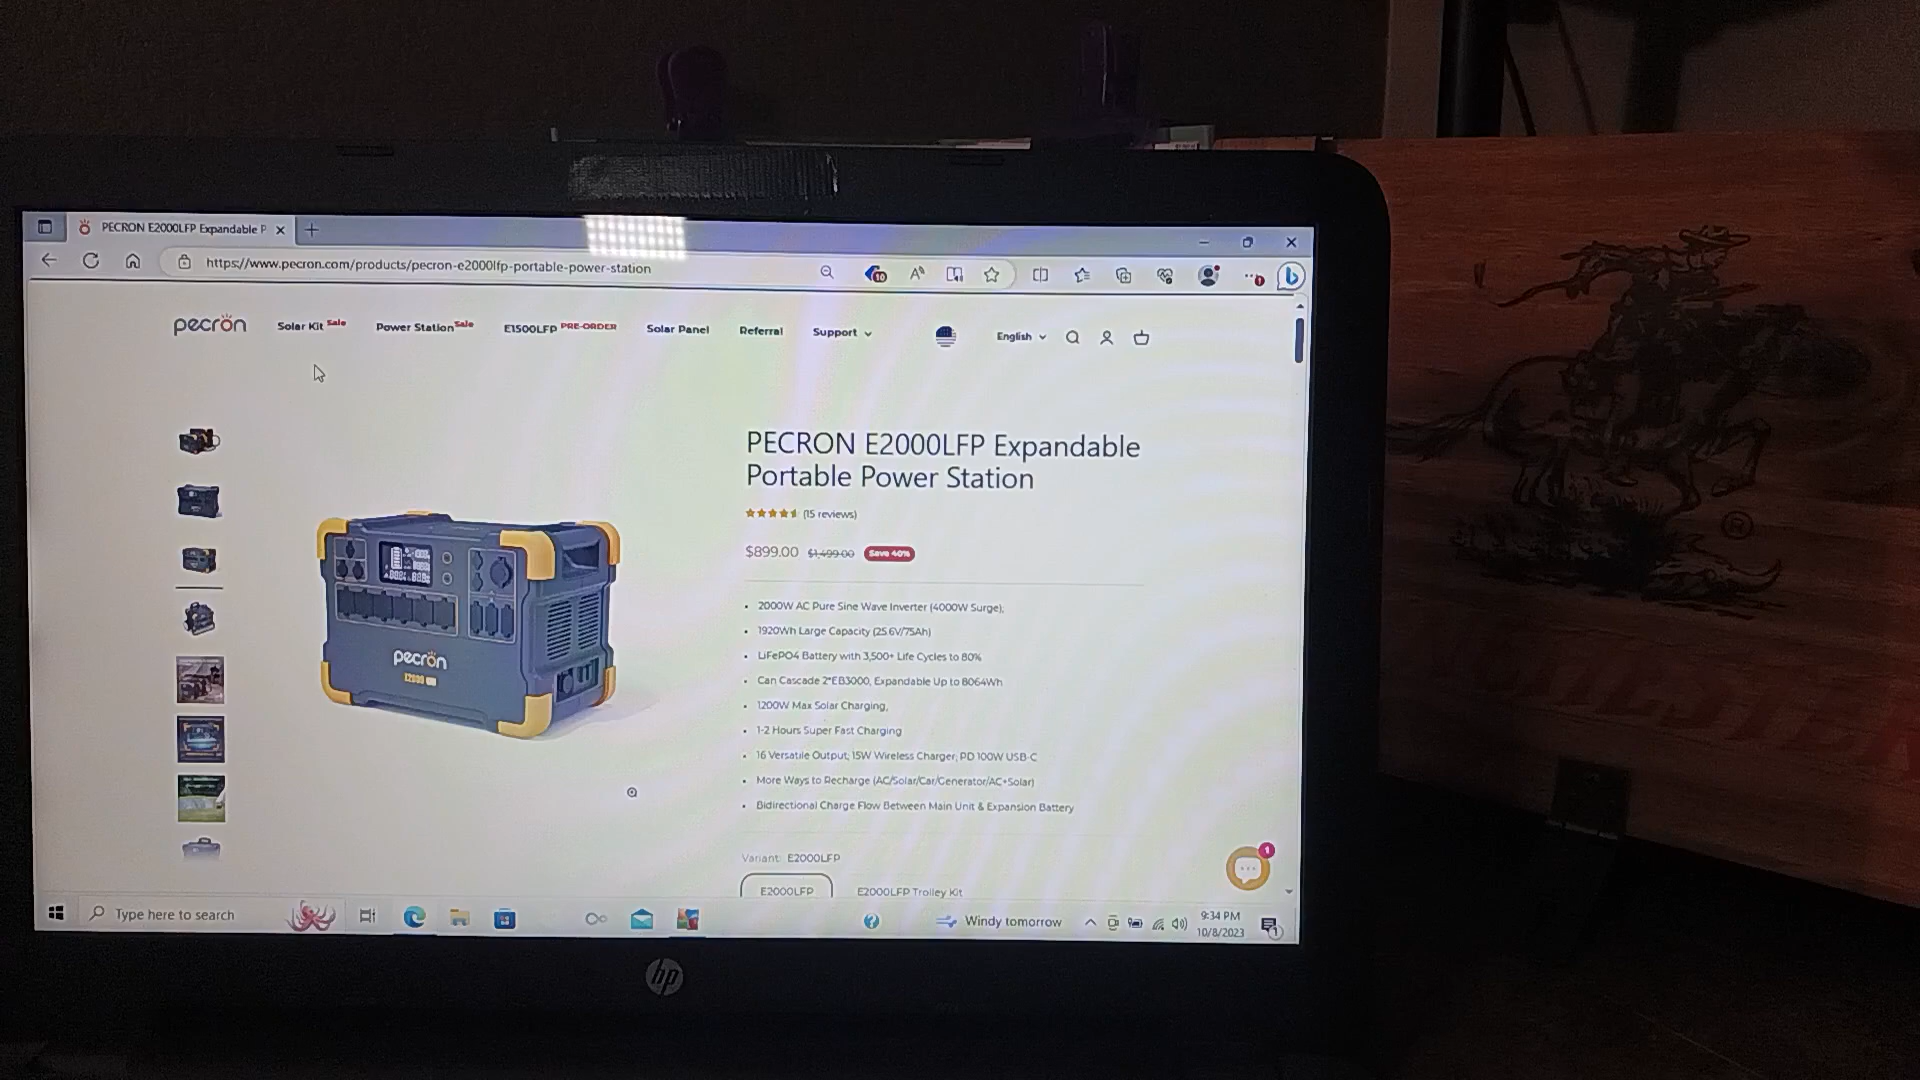 PECRON E2000LFP Expandable P
https://www.pecron.com/products/pecron-e2000lfp-portable-power-station
10
pecron
Solar Kit Sale
Power Station Sale
E1500LFP PRE-ORDER
Solar Panel
Referral
Support
English
PECRON E2000LFP Expandable
Portable Power Station
(15 reviews)
$899.00 $1,499.00 Save 40%
• 2000W AC Pure Sine Wave Inverter (4000W Surge);
• 1920Wh Large Capacity (25.6V/75Ah)
• LiFePO4 Battery with 3,500+ Life Cycles to 80%
• Can Cascade 2*EB3000, Expandable Up to 8064Wh
• 1200W Max Solar Charging,
• 1-2 Hours Super Fast Charging
• 16 Versatile Output; 15W Wireless Charger; PD 100W USB-C
• More Ways to Recharge (AC/Solar/Car/Generator/AC+Solar)
• Bidirectional Charge Flow Between Main Unit & Expansion Battery
pecron
Variant: E2000LFP
E2000LFP
E2000LFP Trolley Kit
1
Type here to search
Windy tomorrow
9:34 PM
10/8/2023
1
hp
®